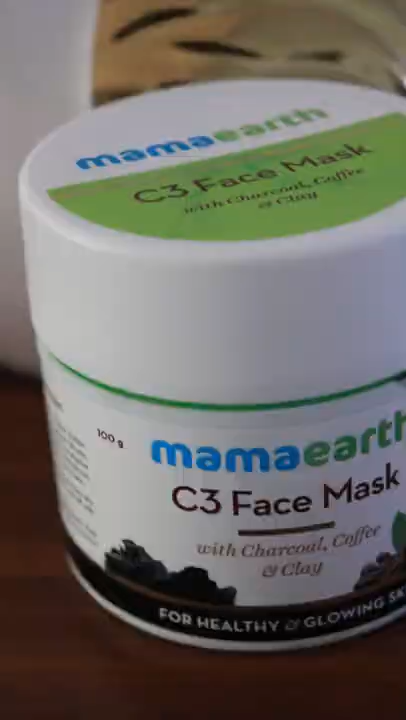 mamaearth
C3 Face Mask
with Charcoal, Coffee
& Clay
100 g
mamaearth
C3 Face Mask
with Charcoal, Coffee
& Clay
FOR HEALTHY & GLOWING